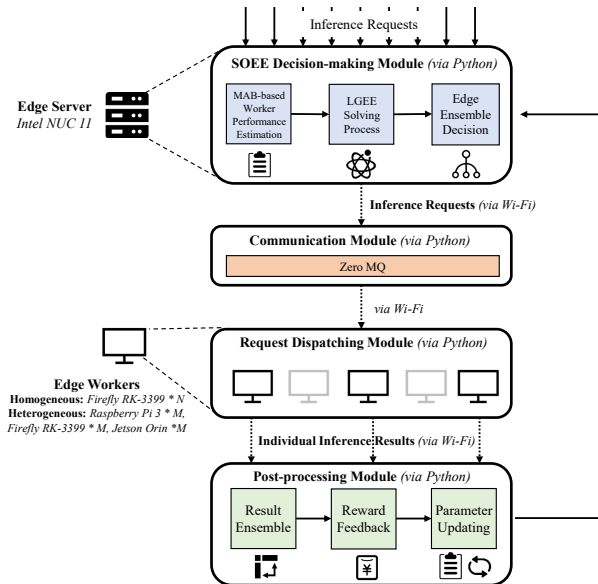 Inference Requests
SOEE Decision-making Module (via Python)
MAB-based
Worker
Performance
Estimation
LGEE
Solving
Process
Edge
Ensemble
Decision
Edge Server
Intel NUC 11
Inference Requests (via Wi-Fi)
Communication Module (via Python)
Zero MQ
via Wi-Fi
Request Dispatching Module (via Python)
Edge Workers
Homogeneous: Firefly RK-3399 * N
Heterogeneous: Raspberry Pi 3 * M,
Firefly RK-3399 * M, Jetson Orin *M
Individual Inference Results (via Wi-Fi)
Post-processing Module (via Python)
Result
Ensemble
Reward
Feedback
Parameter
Updating
¥